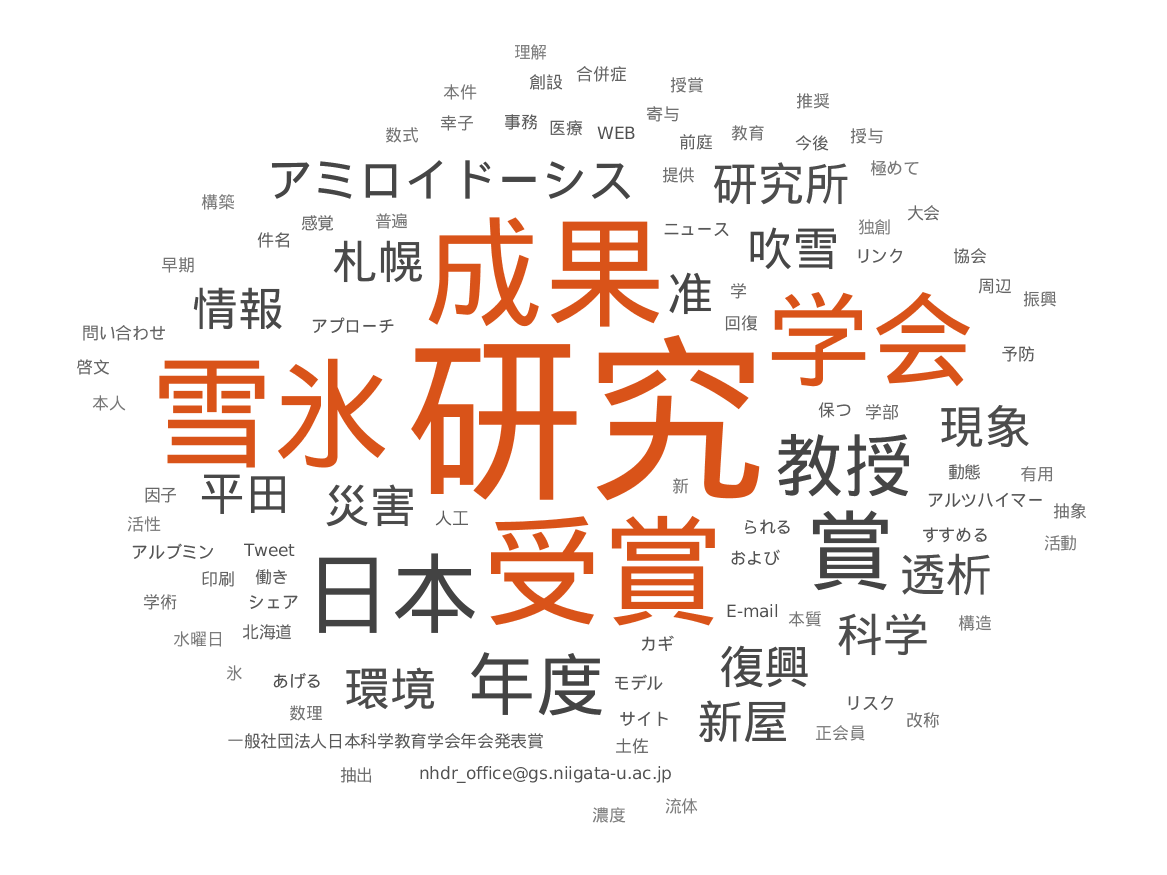 理解
創設 合併症
本件 授賞
推奨
幸子 事務 医療 WEB 寄与
数式 前庭 教育 今後 授与
アミロイドーシス 提供 研究所 極めて
構築 感覚 普遍 大会
件名 札幌 成果 ニュース 吹雪 独創 リンク 協会
早期
情報 准 学 周辺 振興
問い合わせ アプローチ 回復 学会 予防
啓文 雪氷 研究
本人 保つ 学部 現象
教授 動態 有用
因子 平田 災害 人工 新 アルツハイマー 抽象
活性 られる 賞 すすめる 活動
アルブミン Tweet 日本 受賞 および 透析
印刷 働き
学術 シェア E-mail 本質 構造
水曜日 北海道 カギ 科学
氷 あげる 環境 年度 モデル 復興
数理 サイト 新屋 リスク 改称
一般社団法人日本科学教育学会年会発表賞 土佐 正会員
抽出 nhdr_office@gs.niigata-u.ac.jp
濃度 流体